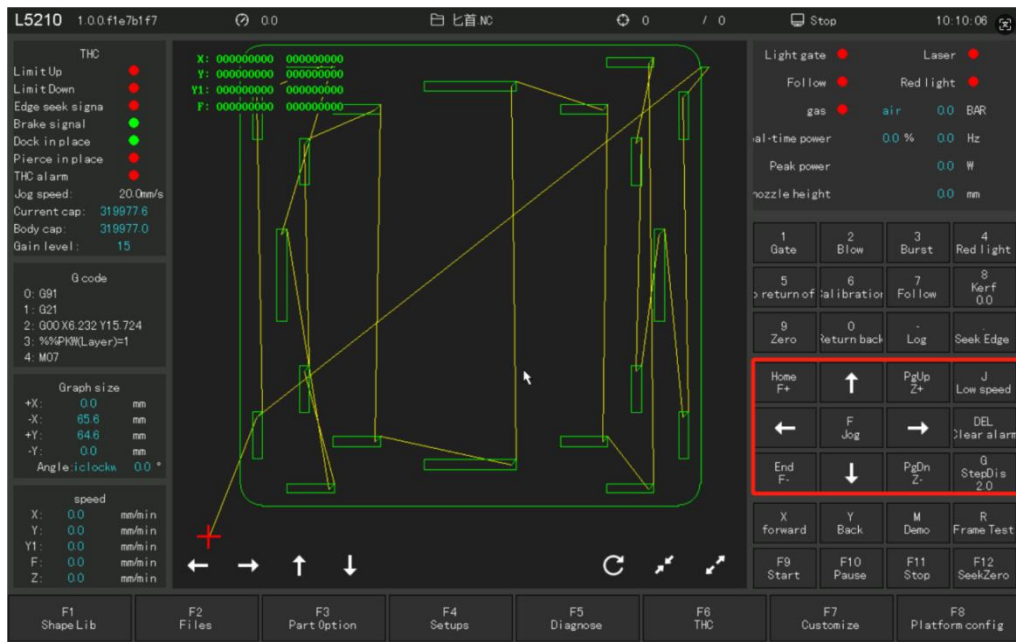 L5210 1.0.0.f1e7b1f7 0.0 匕首.NC 0 / 0 Stop 10:10:06
THC
Limit Up
Limit Down
Edge seek signa
Brake signal
Dock in place
Pierce in place
THC alarm
Jog speed: 20.0mm/s
Current cap: 319977.6
Body cap: 319977.0
Gain level: 15
G code
0: G91
1: G21
2: G00 X6.232 Y15.724
3: %%PKW(Layer)=1
4: M07
Graph size
+X: 0.0 mm
-X: 65.6 mm
+Y: 64.6 mm
-Y: 0.0 mm
Angle:iclockw 0.0 °
speed
X: 0.0 mm/min
Y: 0.0 mm/min
Y1: 0.0 mm/min
F: 0.0 mm/min
Z: 0.0 mm/min
X: 000000000 000000000
Y: 000000000 000000000
Y1: 000000000 000000000
F: 000000000 000000000
Light gate Laser
Follow Red light
gas air 0.0 BAR
al-time power 0.0 % 0.0 Hz
Peak power 0.0 W
nozzle height 0.0 mm
1 2 3 4
Gate Blow Burst Red light
5 6 7 8
o return of Calibration Follow Kerf
0.0
9 0 . .
Zero Return back Log Seek Edge
Home PgUp J
F+ Z+ Low speed
F DEL
Jog Clear alarm
End PgDn G
F- Z- StepDis
2.0
X Y M R
forward Back Demo Frame Test
F9 F10 F11 F12
Start Pause Stop SeekZero
F1 F2 F3 F4 F5 F6 F7 F8
Shape Lib Files Part Option Setups Diagnose THC Customize Platform config